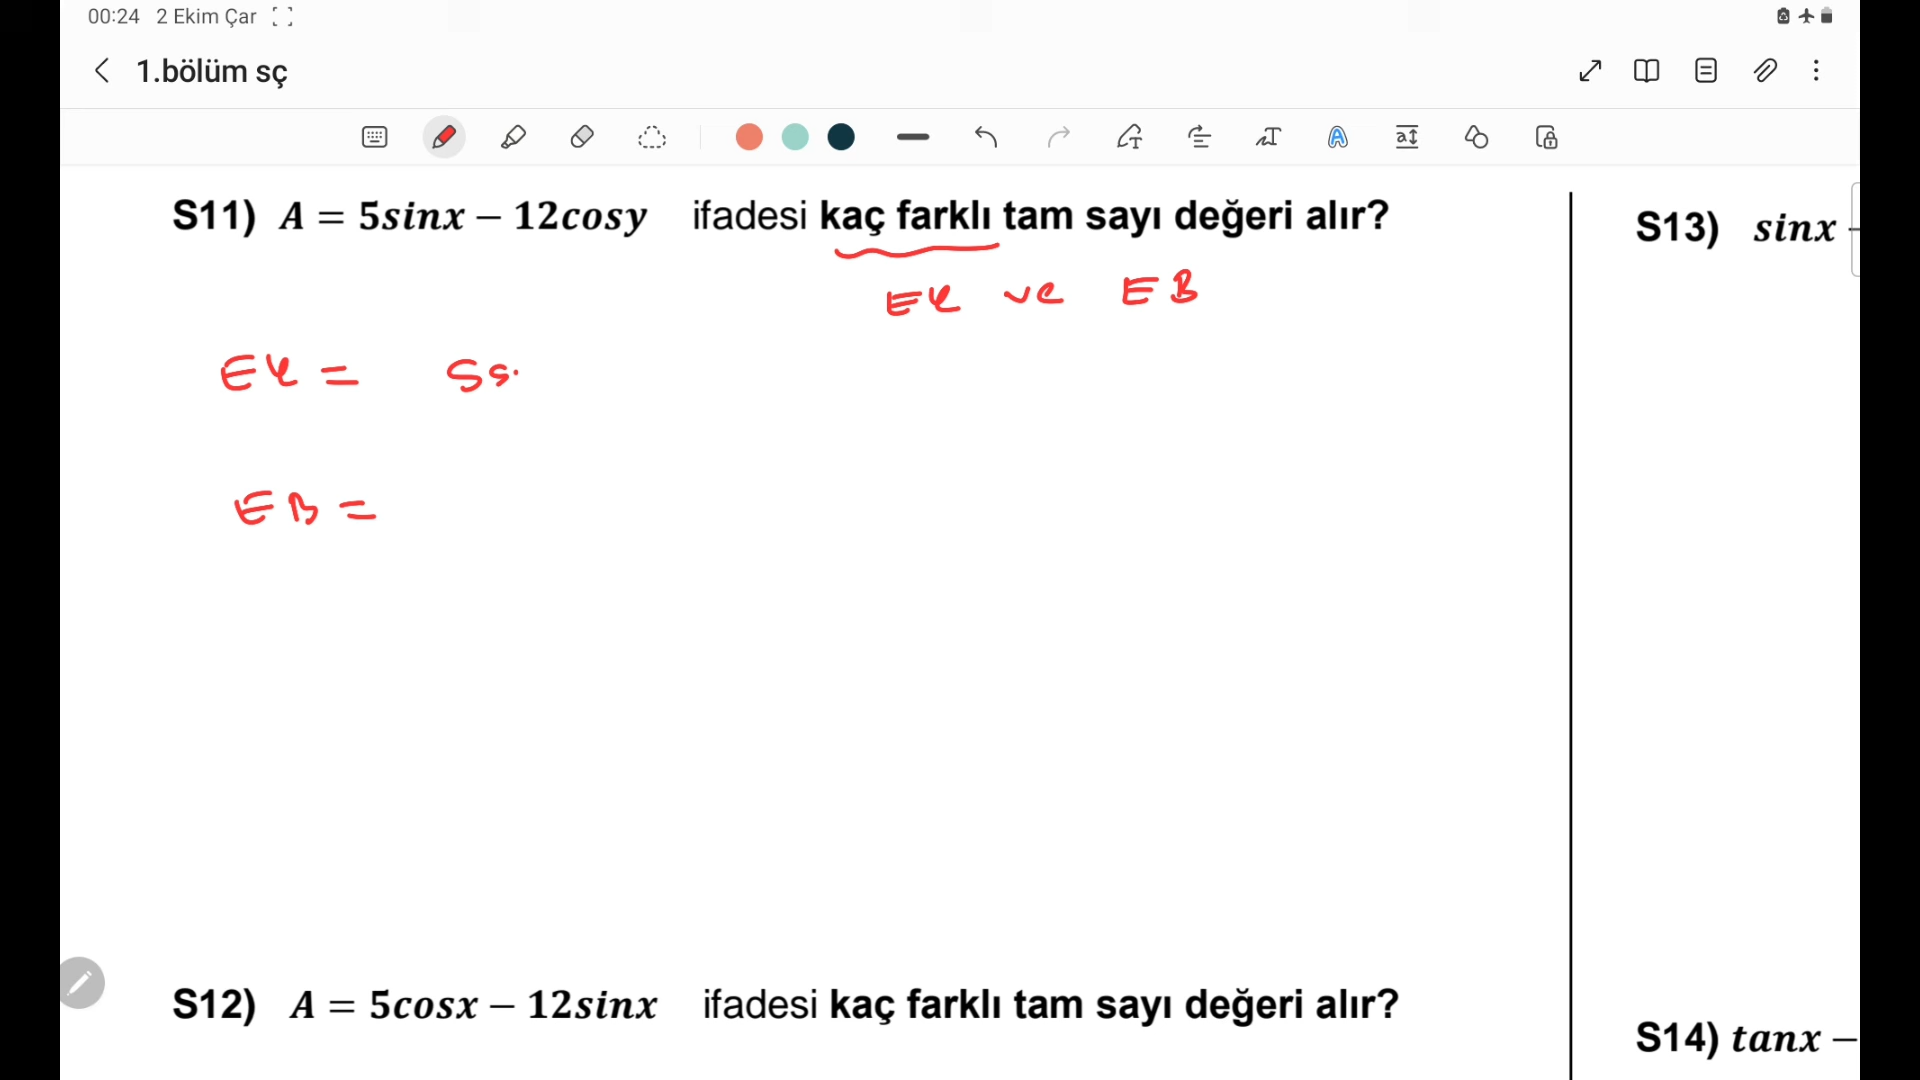 00:24 2 Ekim Çar
1.bölüm sç
S11) A = 5sinx − 12cosy ifadesi kaç farklı tam sayı değeri alır?
EK ve EB
EK = 5s
EB =
S12) A = 5cosx − 12sinx ifadesi kaç farklı tam sayı değeri alır?
S13) sinx -
S14) tanx −